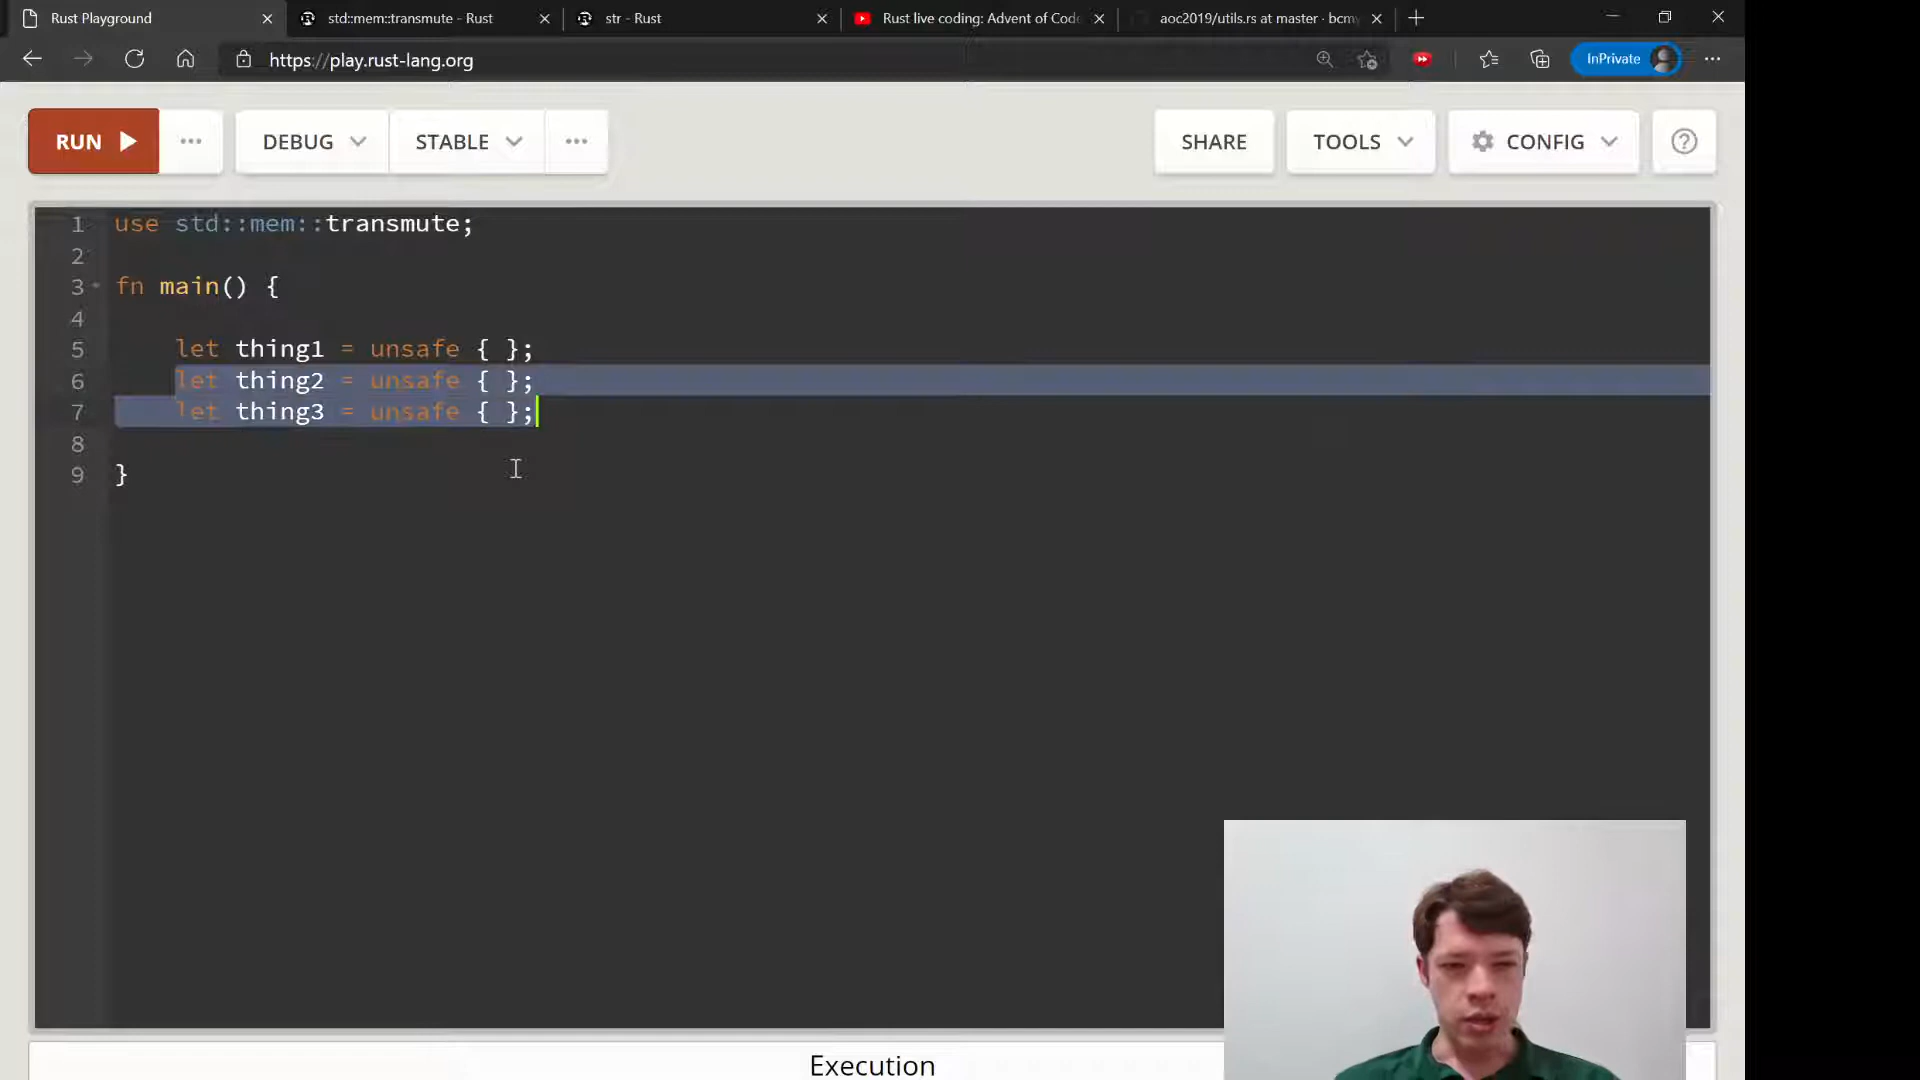 Rust Playground
std::mem::transmute - Rust
str - Rust
Rust live coding: Advent of Code
aoc2019/utils.rs at master · bcmy
https://play.rust-lang.org
InPrivate
RUN
DEBUG
STABLE
SHARE
TOOLS
CONFIG
1 use std::mem::transmute;
2
3 fn main() {
4
5 let thing1 = unsafe { };
6 let thing2 = unsafe { };
7 let thing3 = unsafe { };
8
9 }
Execution